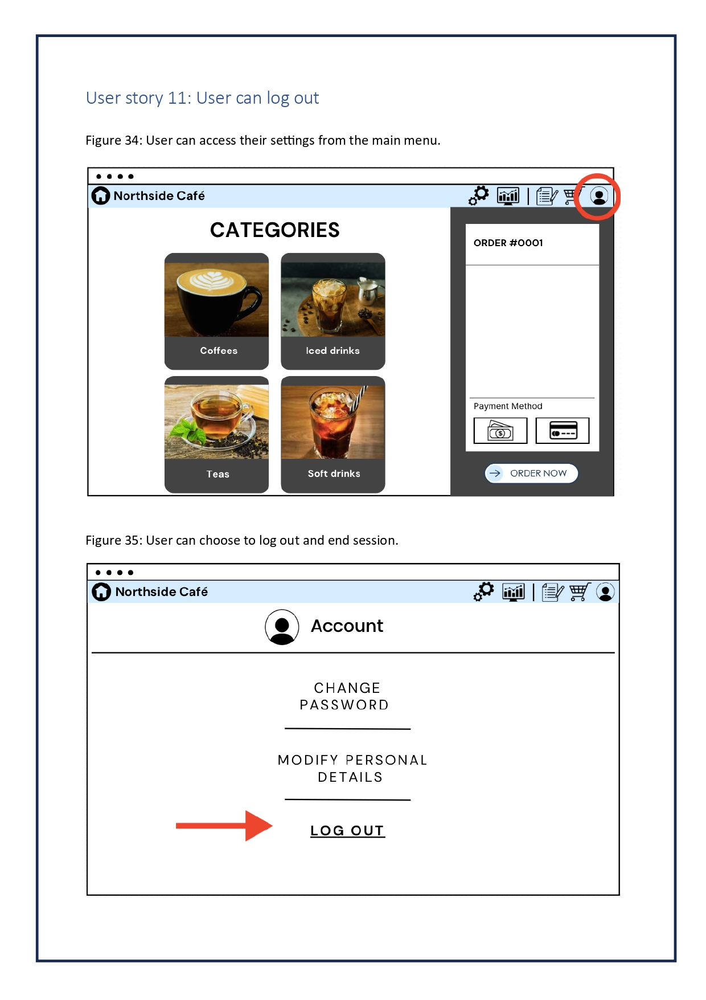 User story 11: User can log out
Figure 34: User can access their settings from the main menu.
Northside Café
CATEGORIES
ORDER #0001
Coffees
Iced drinks
Payment Method
Teas
Soft drinks
ORDER NOW
Figure 35: User can choose to log out and end session.
Northside Café
Account
CHANGE
PASSWORD
MODIFY PERSONAL
DETAILS
LOG OUT